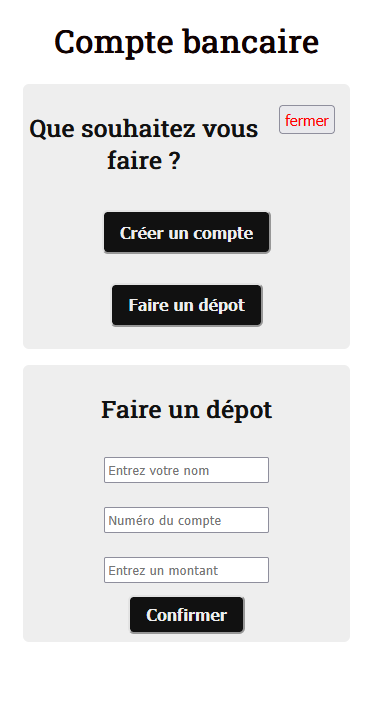 Compte bancaire
Que souhaitez vous
faire ?
fermer
Créer un compte
Faire un dépot
Faire un dépot
Entrez votre nom
Numéro du compte
Entrez un montant
Confirmer